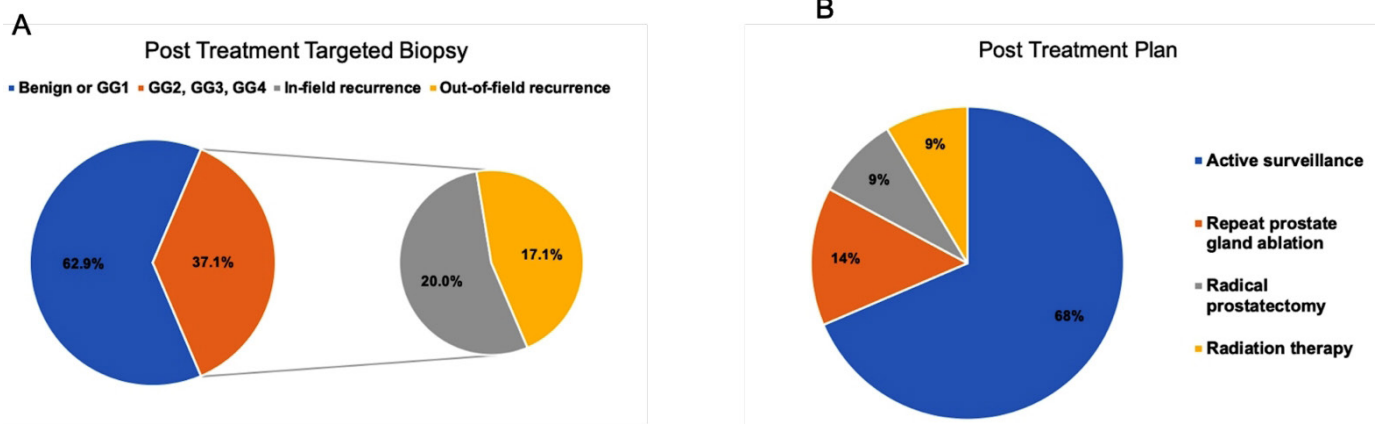 A
Post Treatment Targeted Biopsy
Benign or GG1 GG2, GG3, GG4 In-field recurrence Out-of-field recurrence
62.9%
37.1%
20.0%
17.1%
B
Post Treatment Plan
9%
9%
14%
68%
Active surveillance
Repeat prostate
gland ablation
Radical
prostatectomy
Radiation therapy